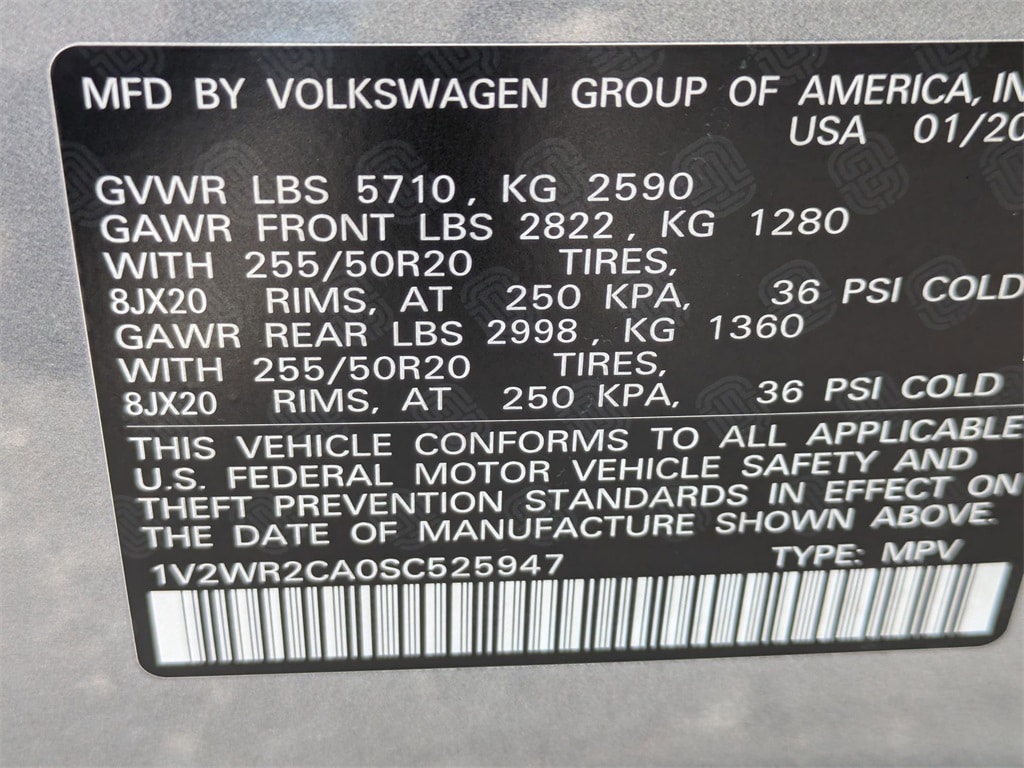 MFD BY VOLKSWAGEN GROUP OF AMERICA, IN
USA 01/20
GVWR LBS 5710, KG 2590
GAWR FRONT LBS 2822, KG 1280
WITH 255/50R20 TIRES,
8JX20 RIMS, AT 250 KPA, 36 PSI COLD
GAWR REAR LBS 2998, KG 1360
WITH 255/50R20 TIRES,
8JX20 RIMS, AT 250 KPA, 36 PSI COLD
THIS VEHICLE CONFORMS TO ALL APPLICABLE
U.S. FEDERAL MOTOR VEHICLE SAFETY AND
THEFT PREVENTION STANDARDS IN EFFECT ON
THE DATE OF MANUFACTURE SHOWN ABOVE.
1V2WR2CA0SC525947 TYPE: MPV